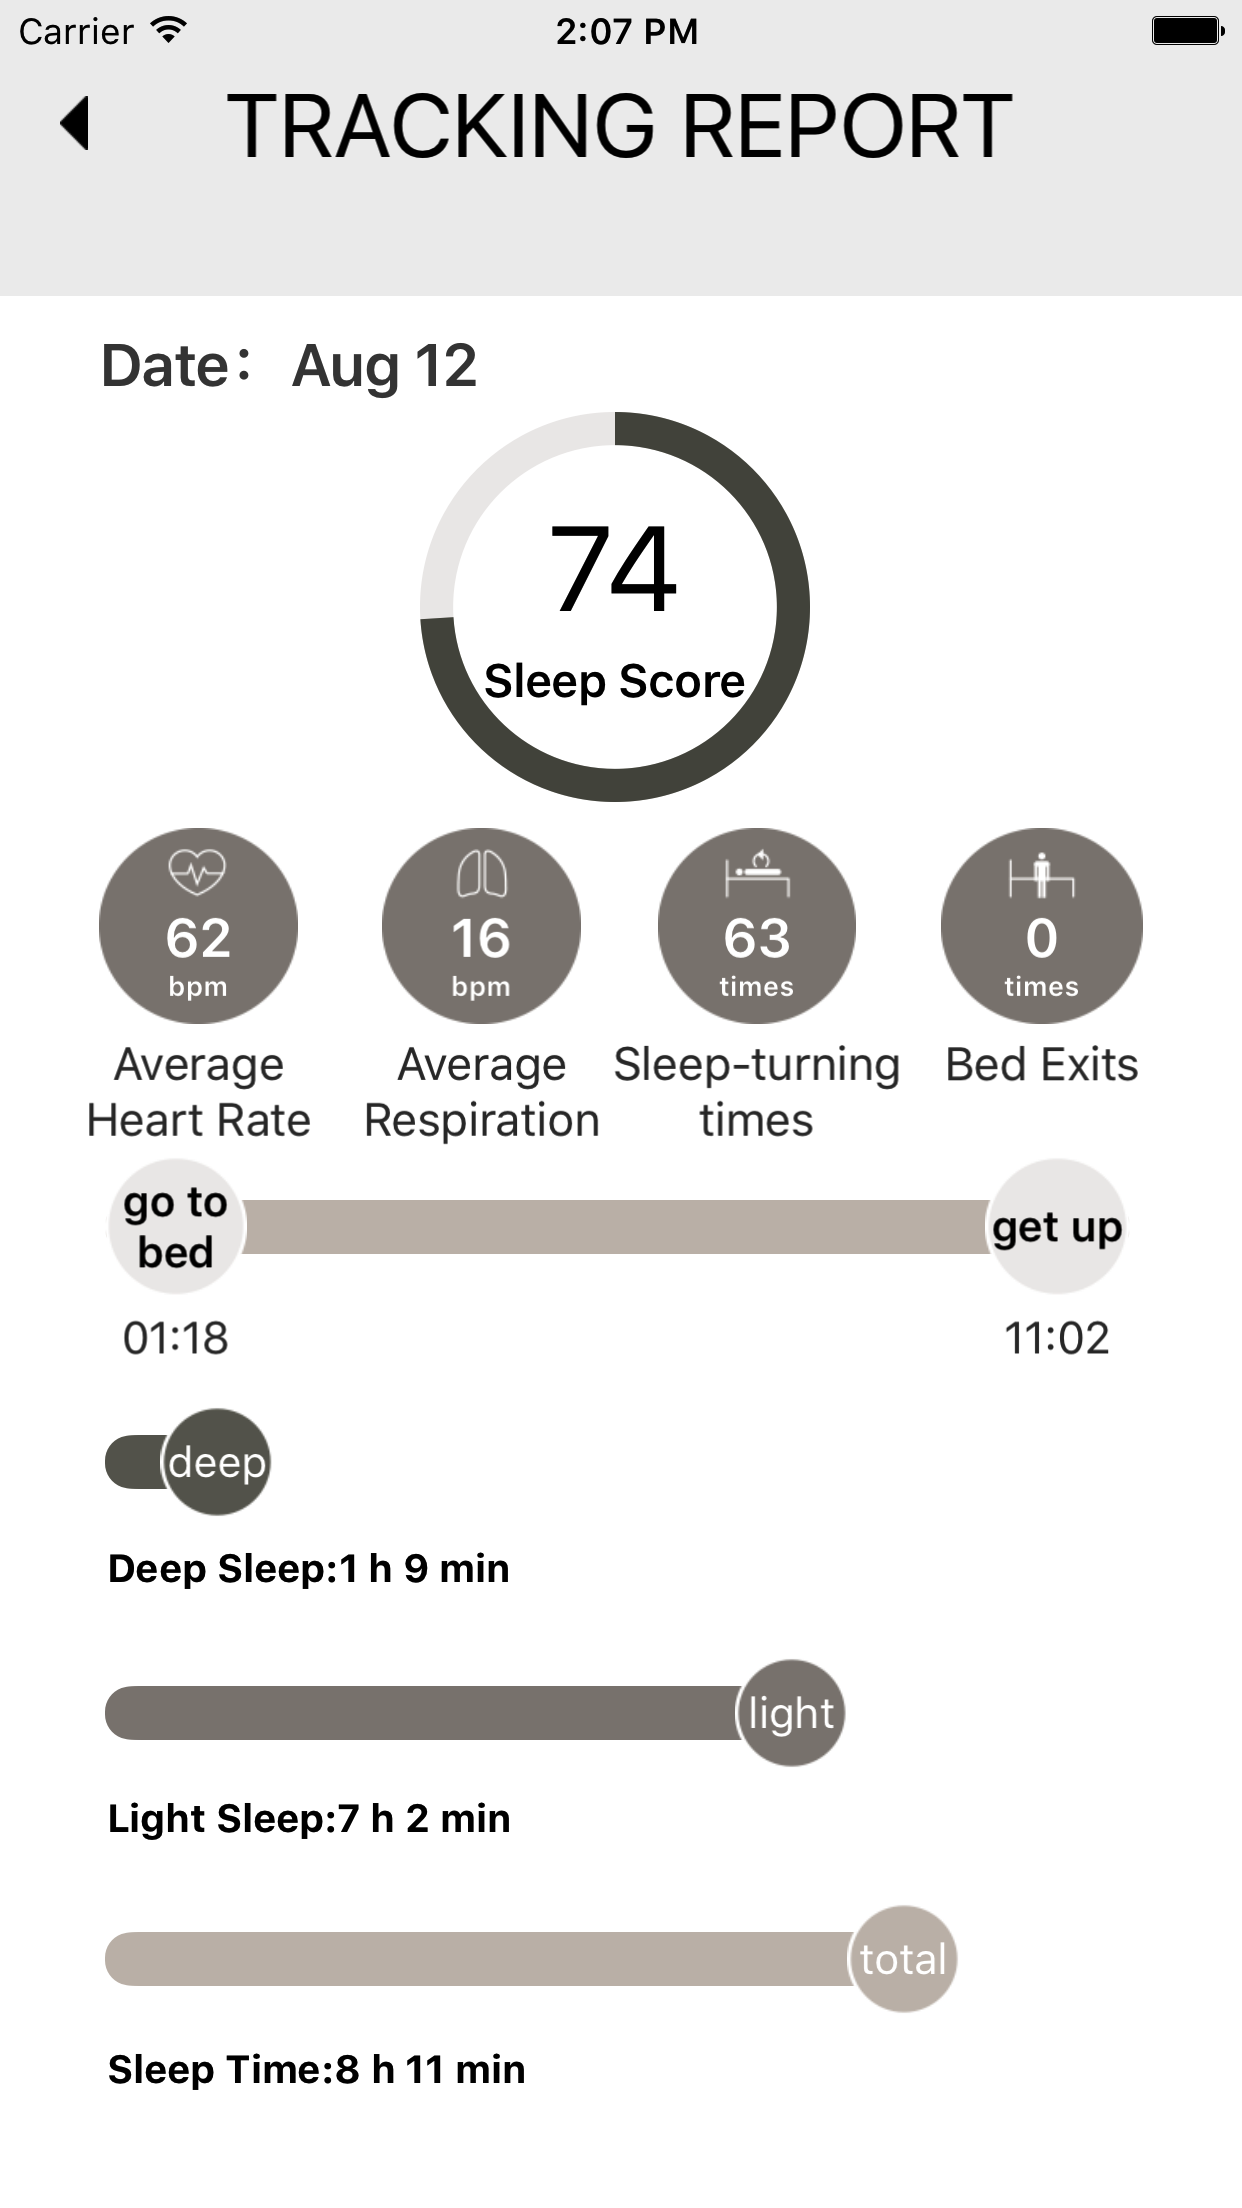 Carrier 2:07 PM
TRACKING REPORT
Date： Aug 12
74
Sleep Score
62 16 63 0
bpm bpm times times
Average Average Sleep-turning Bed Exits
Heart Rate Respiration times
go to
bed
get up
01:18 11:02
deep
Deep Sleep:1 h 9 min
light
Light Sleep:7 h 2 min
total
Sleep Time:8 h 11 min